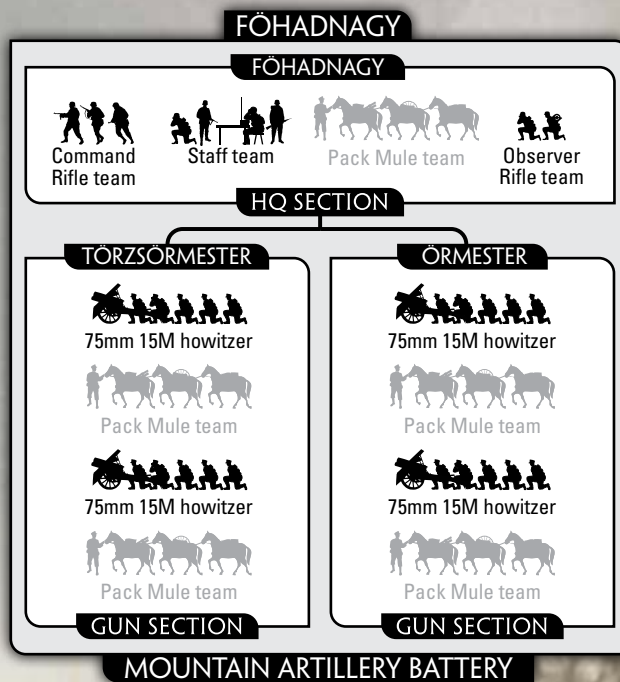 FÖHADNAGY
FÖHADNAGY
Command
Rifle team
Staff team
Pack Mule team
Observer
Rifle team
HQ SECTION
TÖRZSÖRMESTER
75mm 15M howitzer
Pack Mule team
75mm 15M howitzer
Pack Mule team
GUN SECTION
ÖRMESTER
75mm 15M howitzer
Pack Mule team
75mm 15M howitzer
Pack Mule team
GUN SECTION
MOUNTAIN ARTILLERY BATTERY